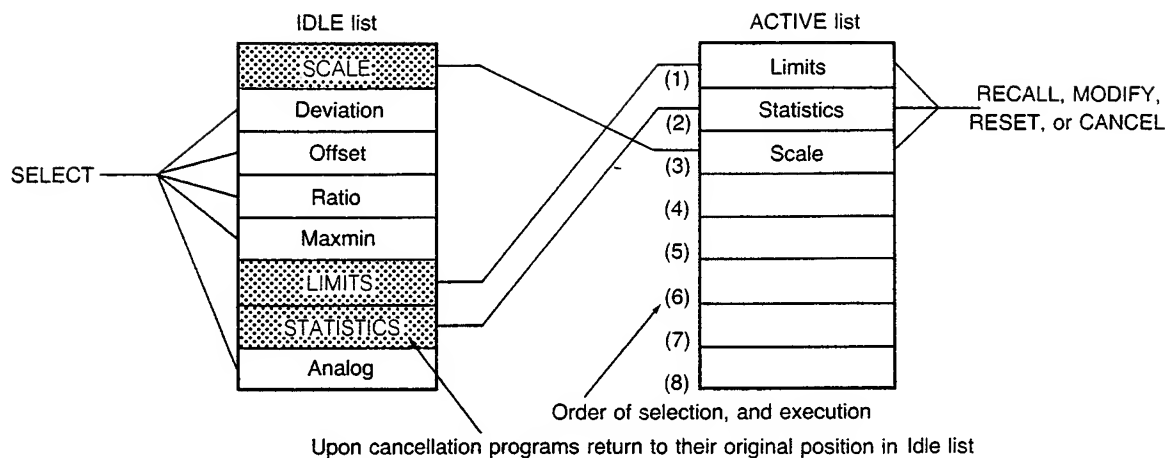 IDLE list
SCALE
Deviation
Offset
Ratio
Maxmin
LIMITS
STATISTICS
Analog
SELECT
ACTIVE list
(1) Limits
(2) Statistics
(3) Scale
(4)
(5)
(6)
(7)
(8)
RECALL, MODIFY,
RESET, or CANCEL
Order of selection, and execution
Upon cancellation programs return to their original position in Idle list